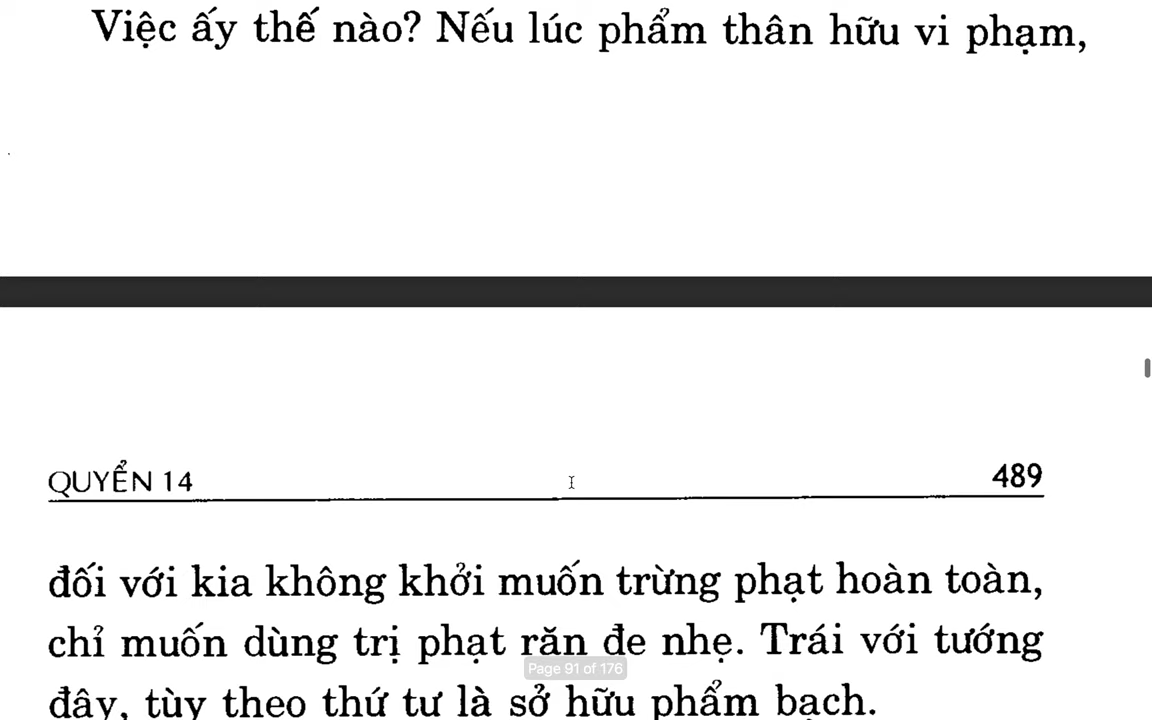 Việc ấy thế nào? Nếu lúc phẩm thân hữu vi phạm,
QUYỂN 14 489
đối với kia không khởi muốn trừng phạt hoàn toàn,
chỉ muốn dùng trị phạt răn đe nhẹ. Trái với tướng
Page 91 of 176
đây, tùy theo thứ tư là sở hữu phẩm bạch.